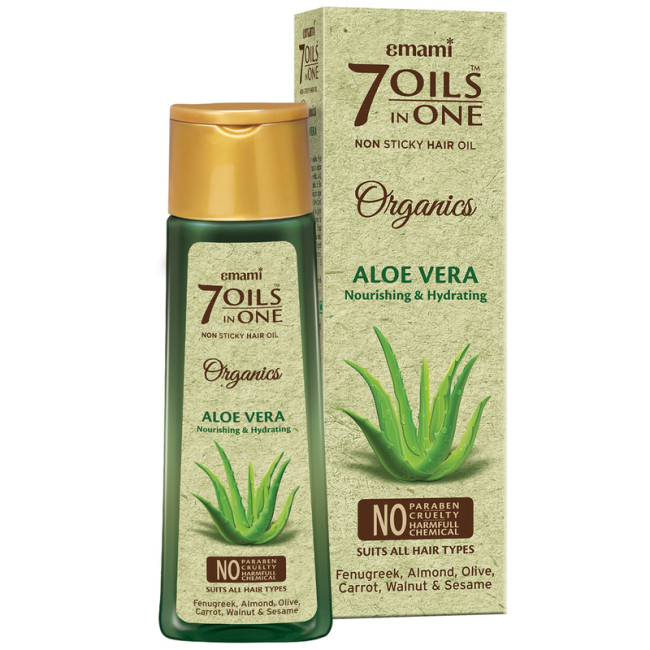 emami*
7 OILS
IN ONE
™
NON STICKY HAIR OIL
Organics
ALOE VERA
Nourishing & Hydrating
NO PARABEN
CRUELTY
HARMFULL
CHEMICAL
SUITS ALL HAIR TYPES
Fenugreek, Almond, Olive,
Carrot, Walnut & Sesame
emami
7 OILS
IN ONE
™
NON STICKY HAIR OIL
Organics
ALOE VERA
Nourishing & Hydrating
NO PARABEN
CRUELTY
HARMFULL
CHEMICAL
SUITS ALL HAIR TYPES
Fenugreek, Almond, Olive,
Carrot, Walnut & Sesame